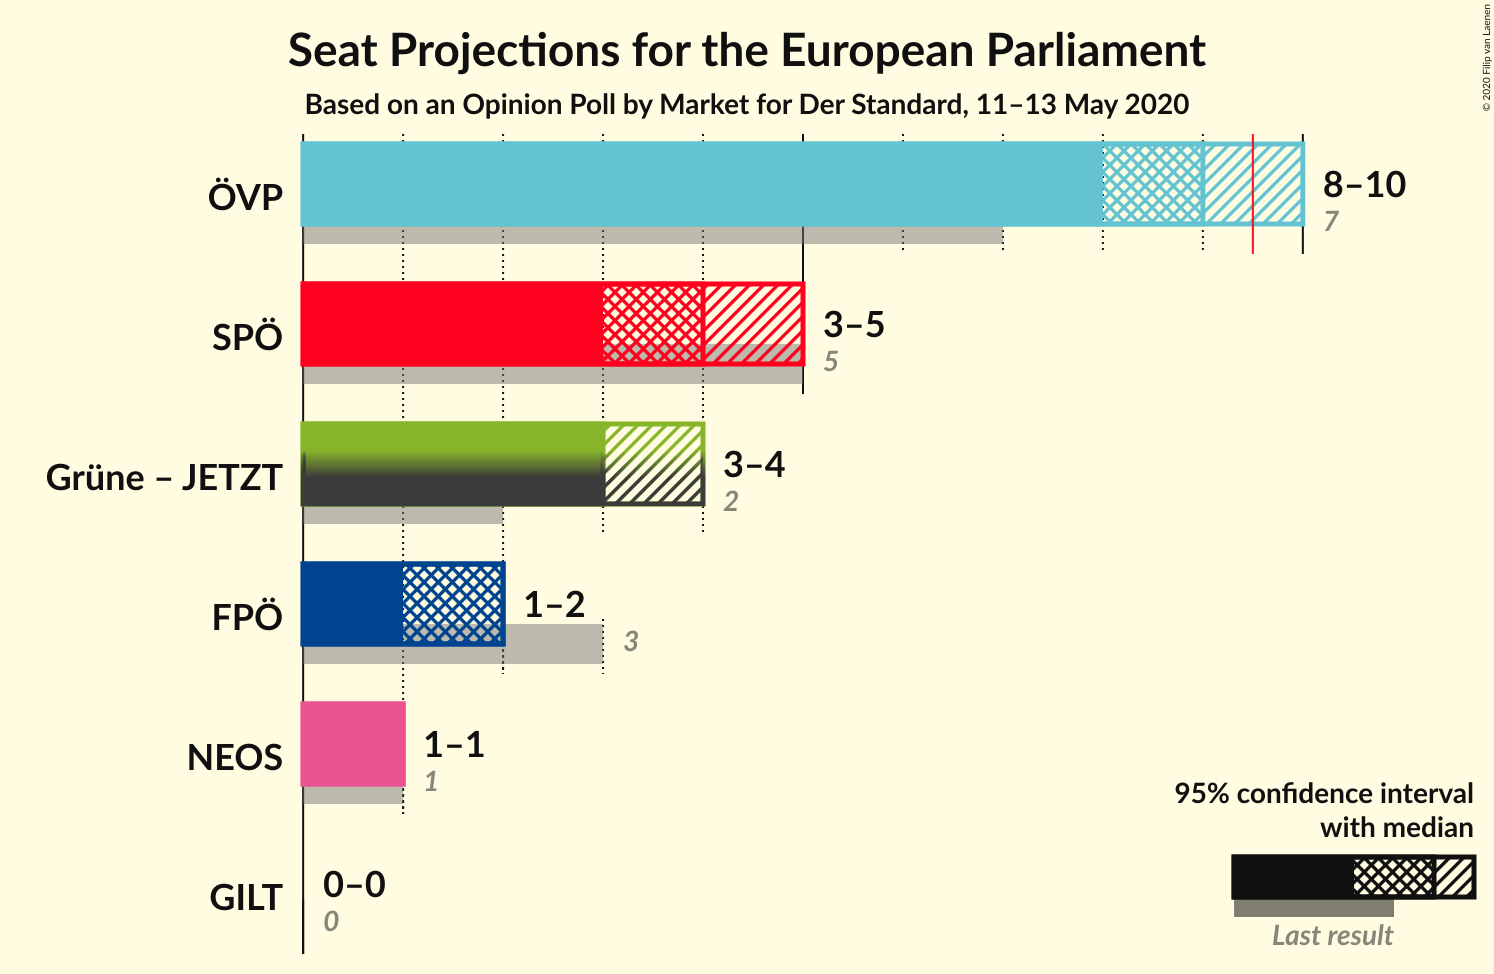 Seat Projections for the European Parliament
Based on an Opinion Poll by Market for Der Standard, 11–13 May 2020
© 2020 Filip van Laenen
ÖVP
8–10
7
SPÖ
3–5
5
Grüne – JETZT
3–4
2
FPÖ
1–2
3
NEOS
1–1
1
GILT
0–0
0
95% confidence interval
with median
Last result